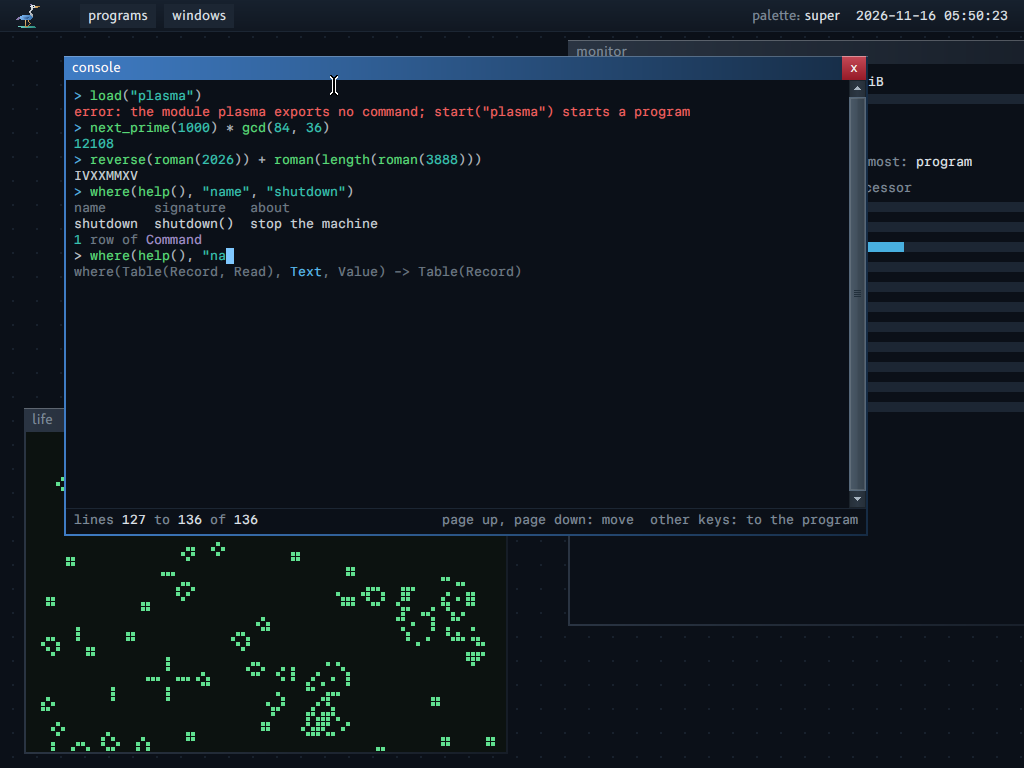 programs windows palette: super 2026-11-16 05:50:23
monitor
console x
iB
> load("plasma")
error: the module plasma exports no command; start("plasma") starts a program
> next_prime(1000) * gcd(84, 36)
12108
> reverse(roman(2026)) + roman(length(roman(3888)))
most: program
IVXXMMXV
cessor
> where(help(), "name", "shutdown")
name signature about
shutdown shutdown() stop the machine
1 row of Command
> where(help(), "na
where(Table(Record, Read), Text, Value) -> Table(Record)
life
lines 127 to 136 of 136 page up, page down: move other keys: to the program